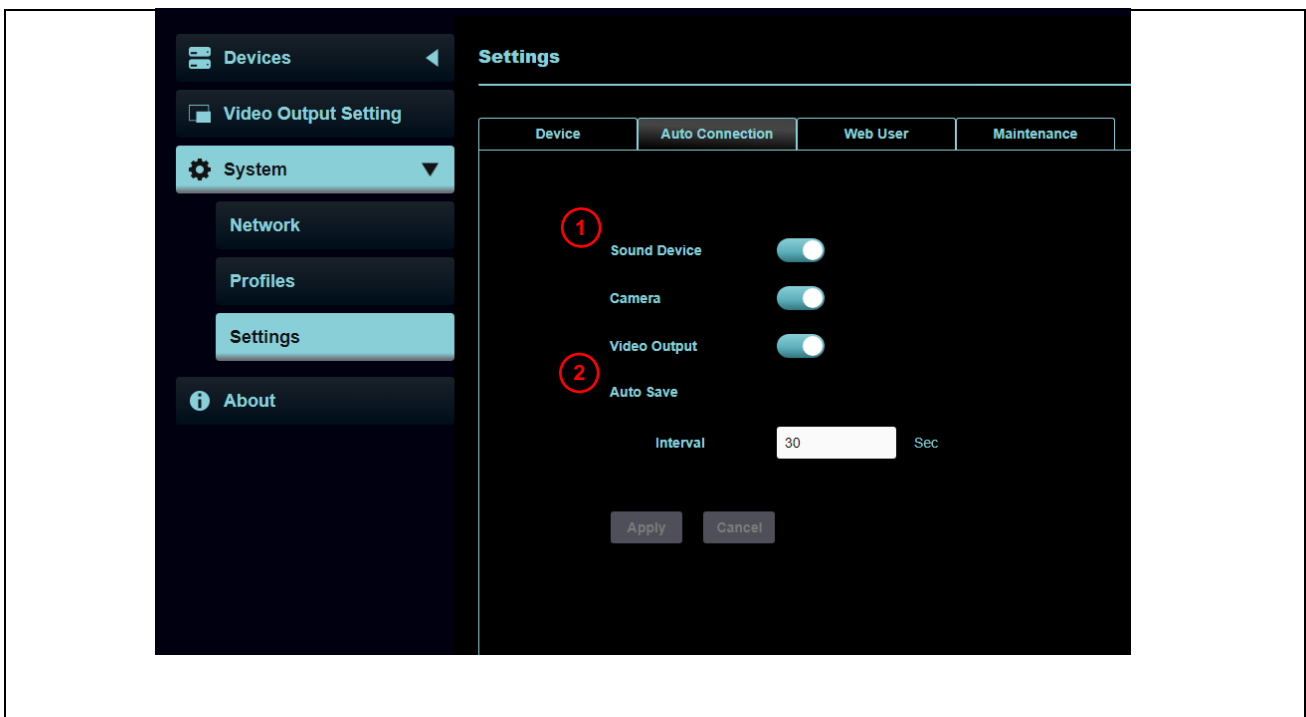 Devices
Video Output Setting
System
Network
Profiles
Settings
About
Settings
Device Auto Connection Web User Maintenance
1
Sound Device
Camera
Video Output
2
Auto Save
Interval 30 Sec
Apply Cancel